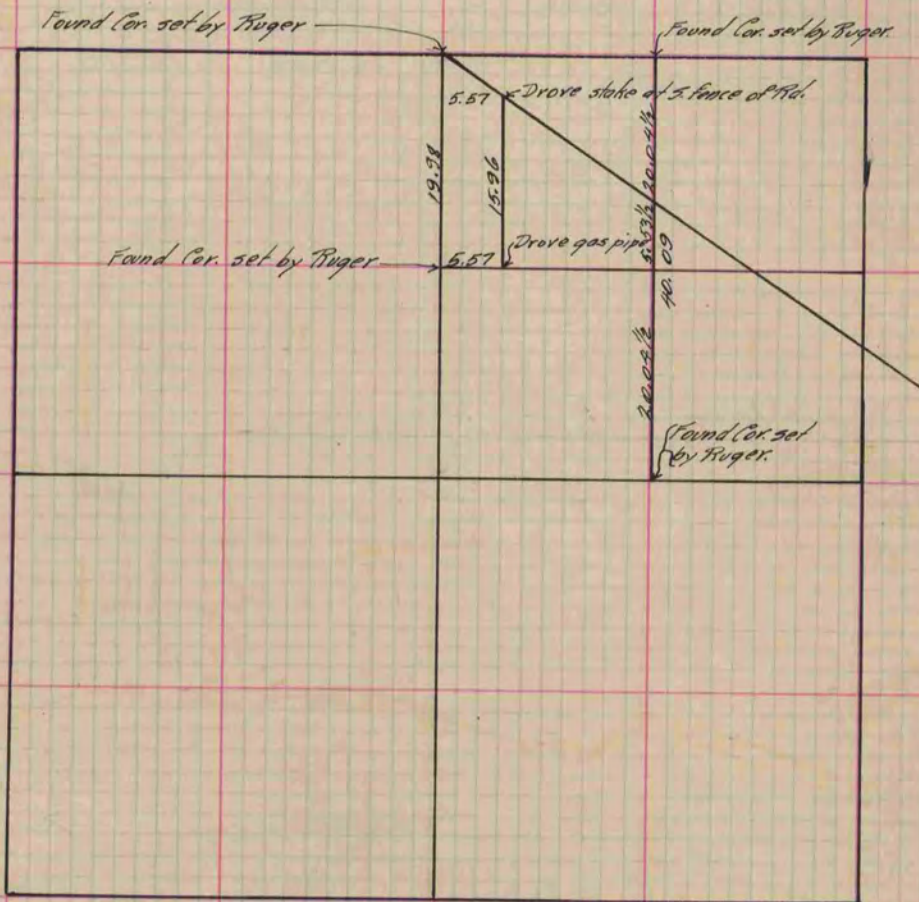 Found Cor. set by Ruger
Found Cor. set by Ruger.
5.57
Drove stake at S. fence of Rd.
20.04½
19.98
15.96
5.53½
Drove gas pipe
Found Cor. set by Ruger
5.57
40.09
20.04½
Found Cor. set
by Ruger.